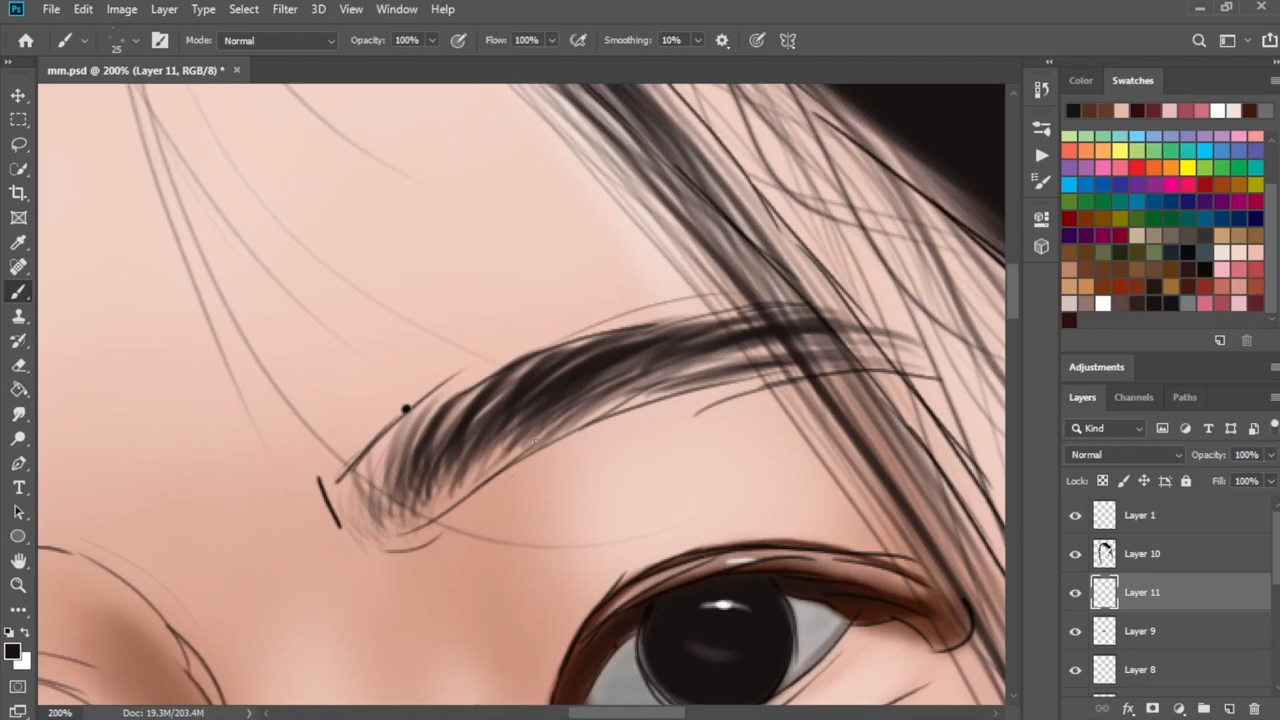 Ps File Edit Image Layer Type Select Filter 3D View Window Help
25 Mode: Normal Opacity: 100% Flow: 100% Smoothing: 10%
mm.psd @ 200% (Layer 11, RGB/8) * ×
Color Swatches
Adjustments
Layers Channels Paths
Kind
Normal Opacity: 100%
Lock: Fill: 100%
Layer 1
Layer 10
Layer 11
Layer 9
Layer 8
200% Doc: 19.3M/203.4M